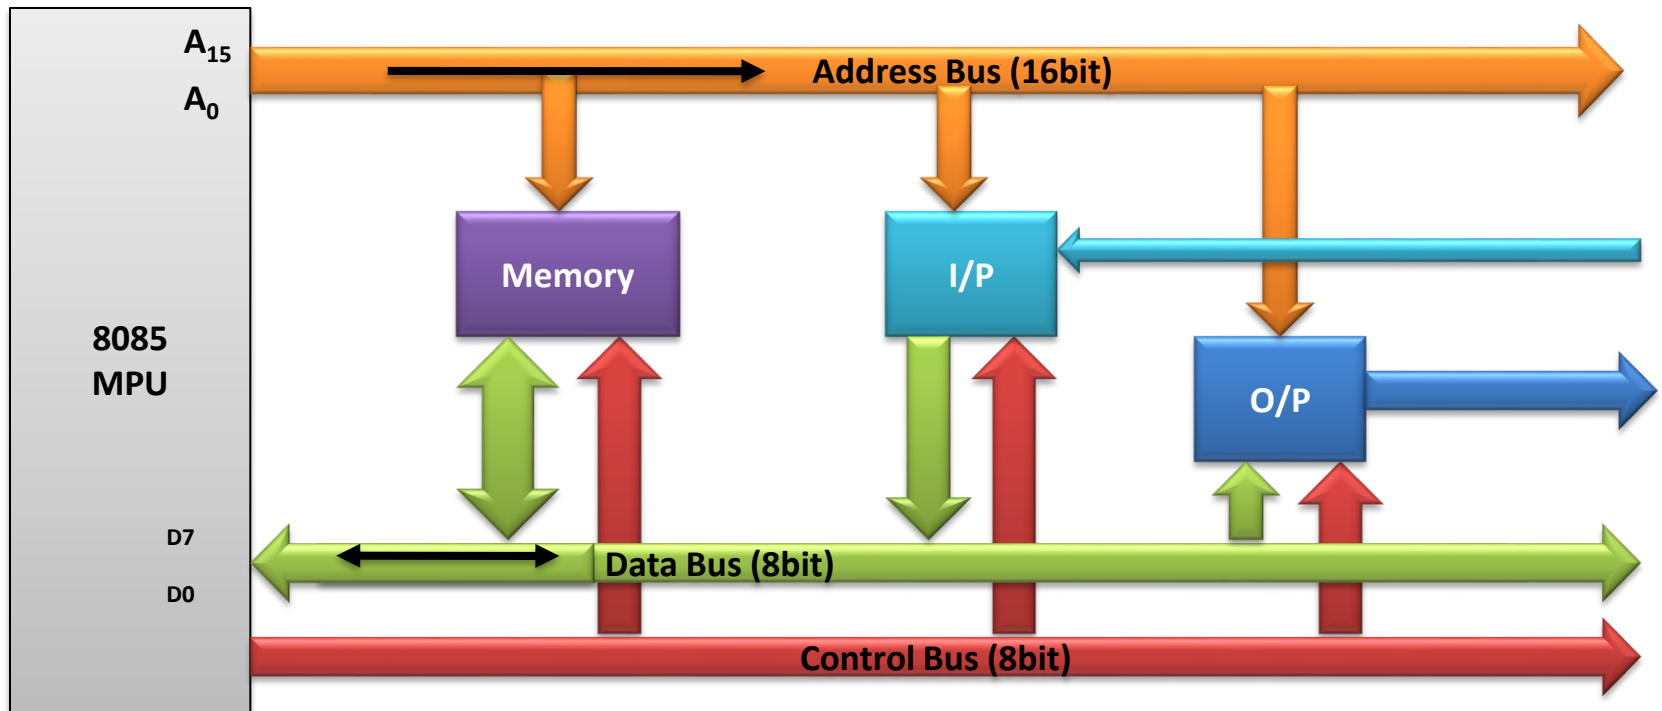 A15
Address Bus (16bit)
A0
Memory
I/P
8085
MPU
O/P
D7
Data Bus (8bit)
D0
Control Bus (8bit)